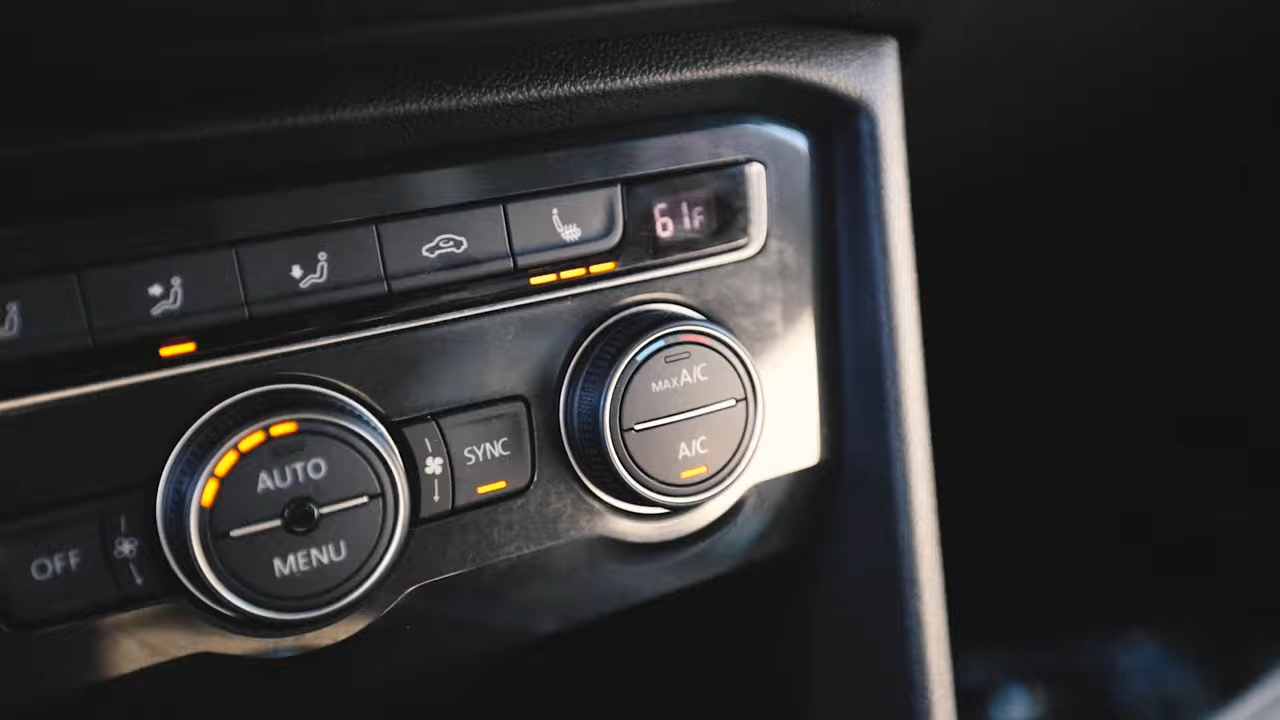 61F
MAX A/C
A/C
SYNC
AUTO
MENU
OFF